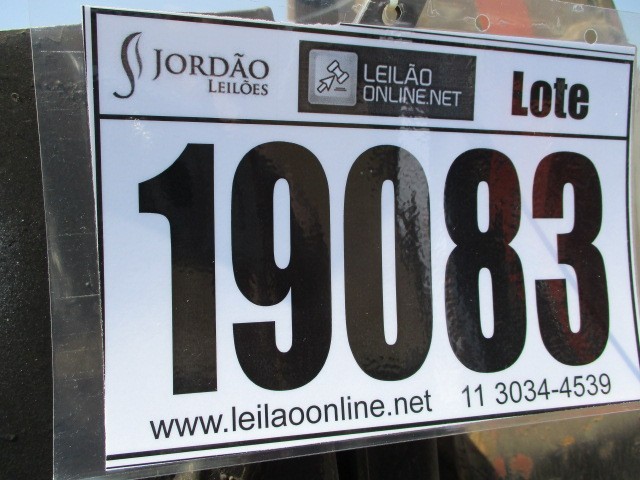 JORDÃO
LEILÕES
LEILÃO
ONLINE.NET
Lote
19083
www.leilaoonline.net 11 3034-4539